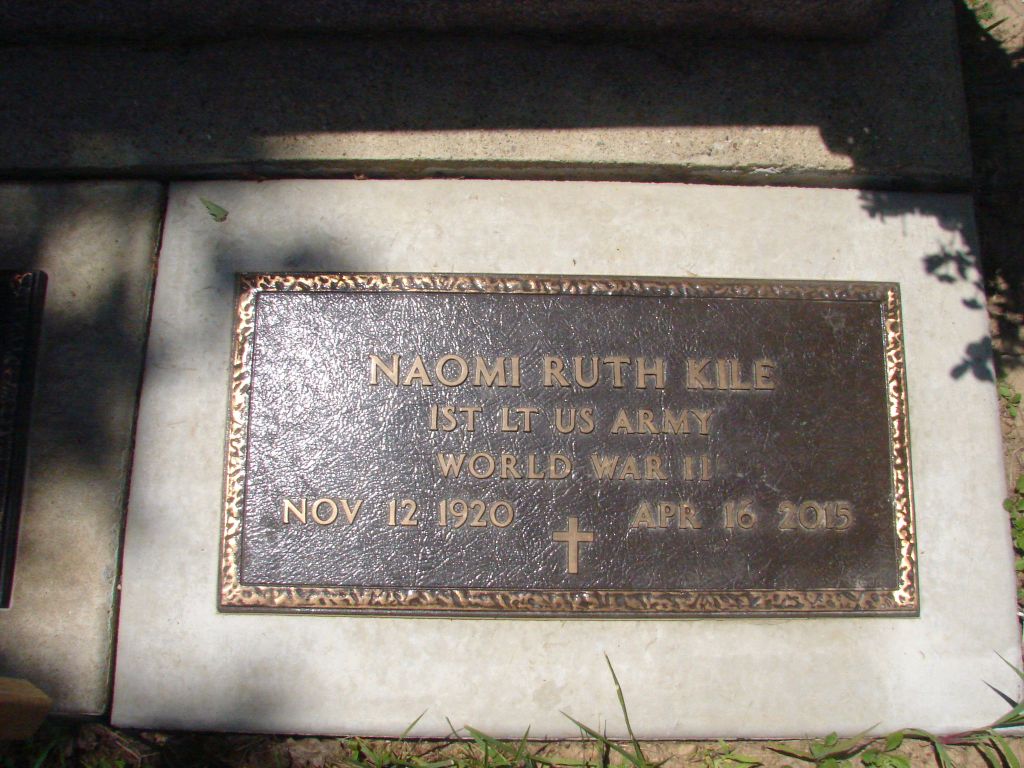 NAOMI RUTH KILE
1ST LT US ARMY
WORLD WAR II
NOV 12 1920 APR 16 2015